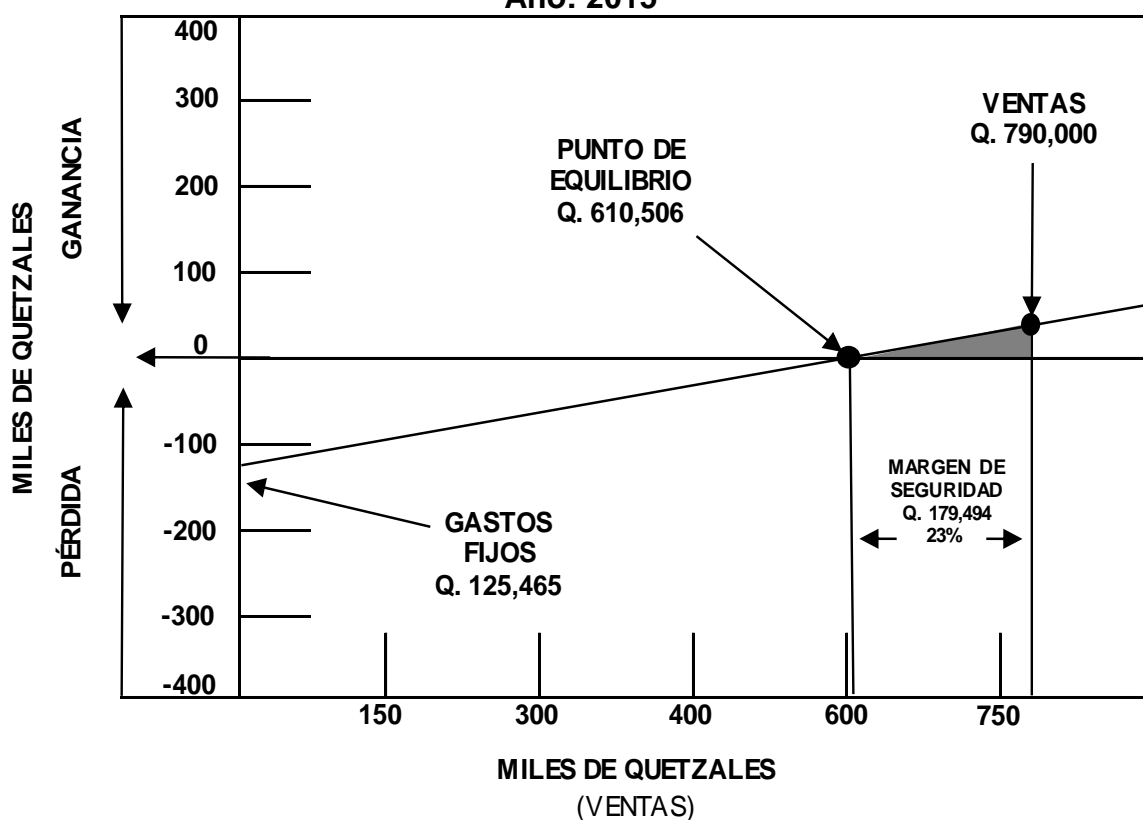 400
300
200
100
0
-100
-200
-300
-400
MILES DE QUETZALES
GANANCIA
PÉRDIDA
PUNTO DE
EQUILIBRIO
Q. 610,506
VENTAS
Q. 790,000
GASTOS
FIJOS
Q. 125,465
MARGEN DE
SEGURIDAD
Q. 179,494
23%
150 300 400 600 750
MILES DE QUETZALES
(VENTAS)